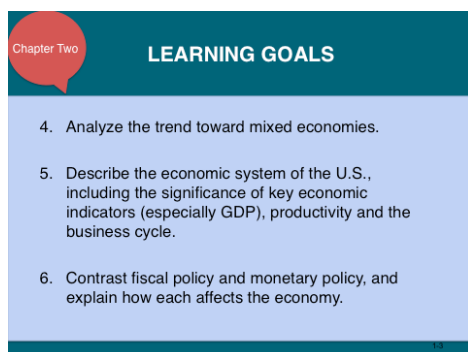 Chapter Two
LEARNING GOALS
4. Analyze the trend toward mixed economies.
5. Describe the economic system of the U.S.,
including the significance of key economic
indicators (especially GDP), productivity and the
business cycle.
6. Contrast fiscal policy and monetary policy, and
explain how each affects the economy.
1-3